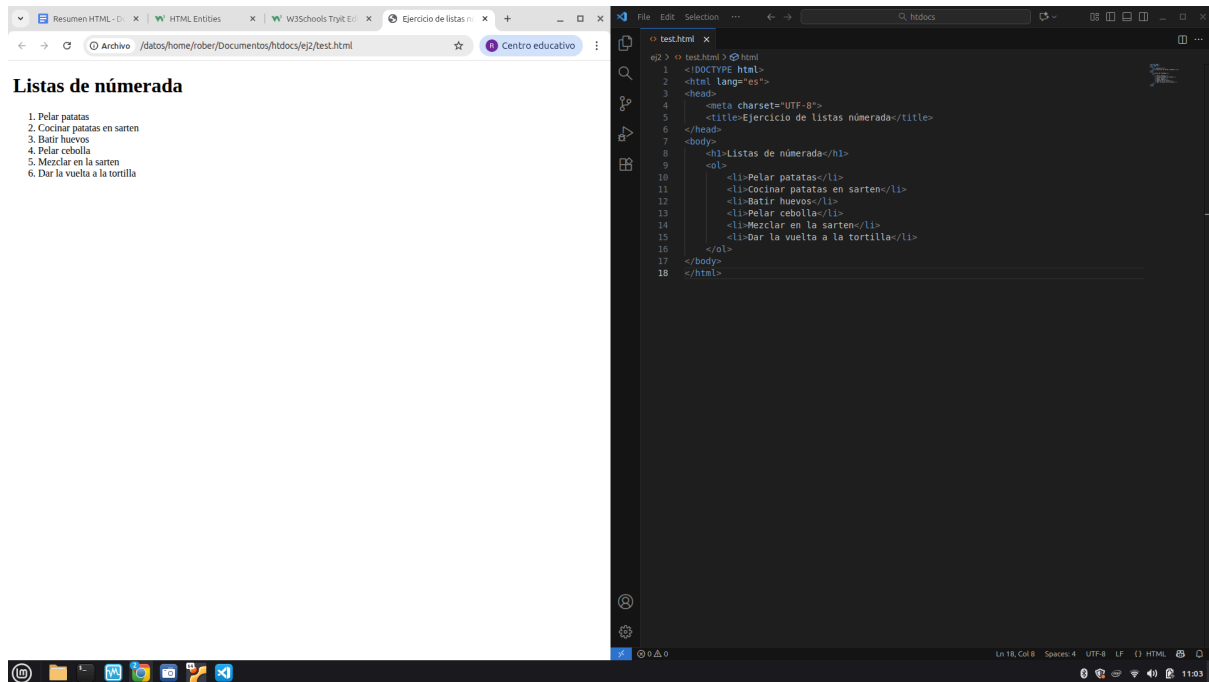 Resumen HTML - D
HTML Entities
W3Schools Tryit Ed
Ejercicio de listas n
Archivo
/datos/home/rober/Documentos/htdocs/ej2/test.html
R
Centro educativo
Listas de númerada
1. Pelar patatas
2. Cocinar patatas en sarten
3. Batir huevos
4. Pelar cebolla
5. Mezclar en la sarten
6. Dar la vuelta a la tortilla
File Edit Selection ···
htdocs
test.html
ej2 > test.html > html
1 <!DOCTYPE html>
2 <html lang="es">
3 <head>
4 <meta charset="UTF-8">
5 <title>Ejercicio de listas númerada</title>
6 </head>
7 <body>
8 <h1>Listas de númerada</h1>
9 <ol>
10 <li>Pelar patatas</li>
11 <li>Cocinar patatas en sarten</li>
12 <li>Batir huevos</li>
13 <li>Pelar cebolla</li>
14 <li>Mezclar en la sarten</li>
15 <li>Dar la vuelta a la tortilla</li>
16 </ol>
17 </body>
18 </html>
0 0
Ln 18, Col 8 Spaces: 4 UTF-8 LF {} HTML
2
11:03